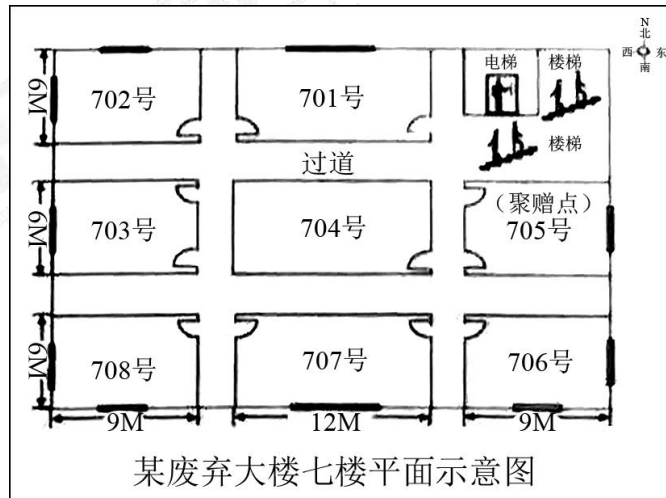 N
北
西 东
南
电梯 楼梯
702号 701号
6M
楼梯
过道
(聚赠点)
703号 704号 705号
6M
708号 707号 706号
6M
9M 12M 9M
某废弃大楼七楼平面示意图